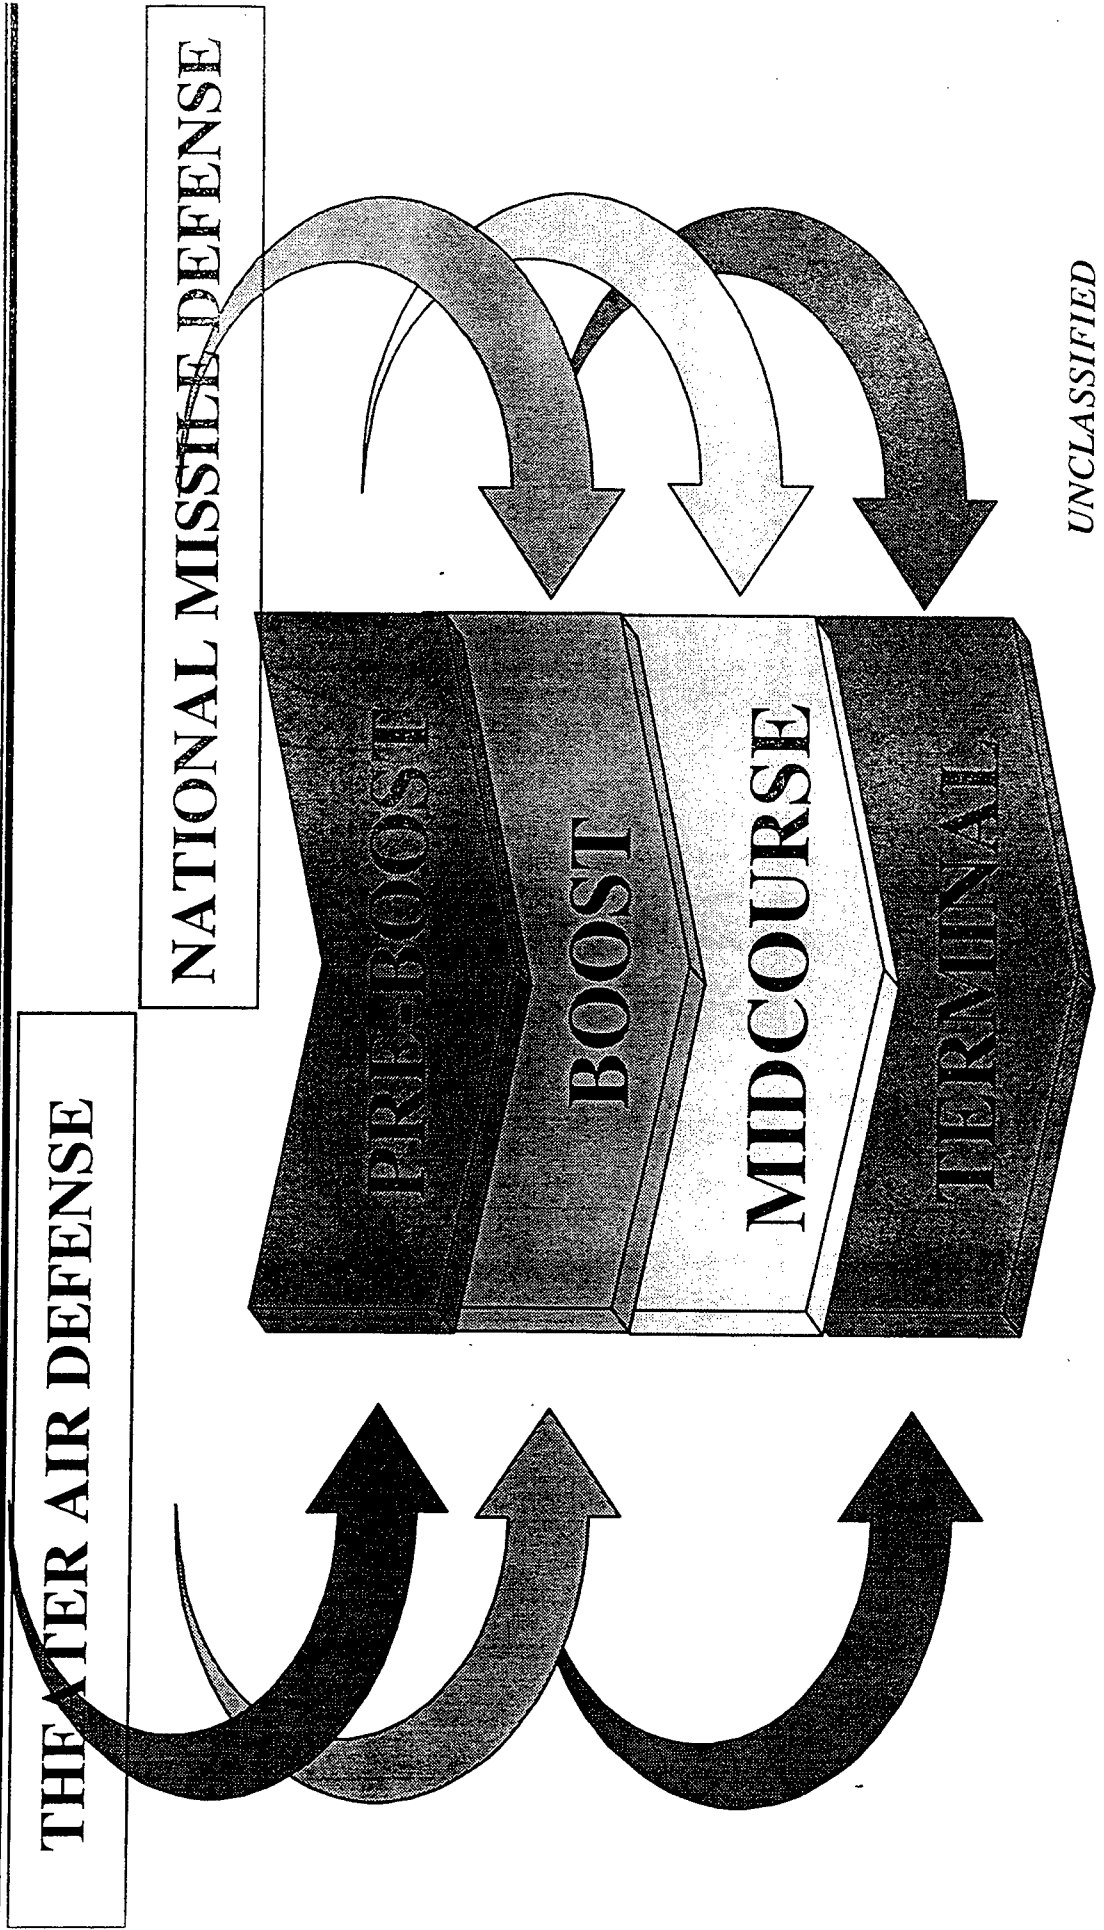 THEATER AIR DEFENSE
NATIONAL MISSILE DEFENSE
PRE-BOOST
BOOST
MIDCOURSE
TERMINAL
UNCLASSIFIED